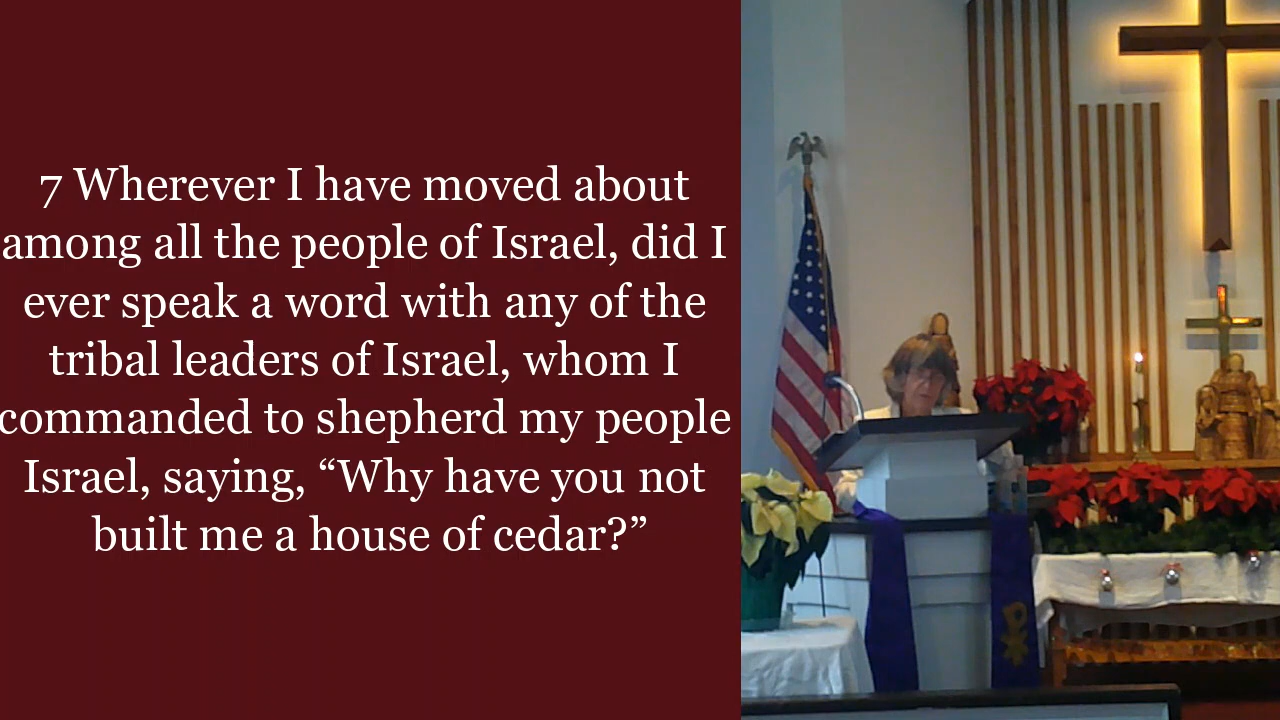 7 Wherever I have moved about
among all the people of Israel, did I
ever speak a word with any of the
tribal leaders of Israel, whom I
commanded to shepherd my people
Israel, saying, “Why have you not
built me a house of cedar?”